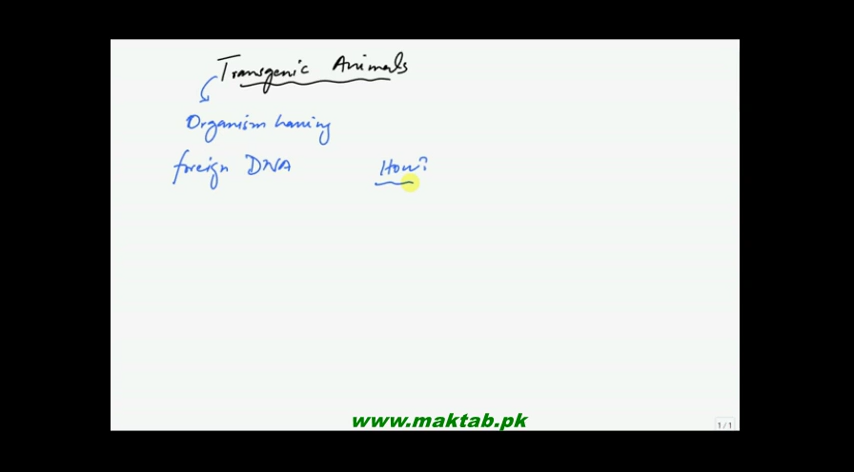 Transgenic Animals
Organism having
foreign DNA
How?
www.maktab.pk
1/1